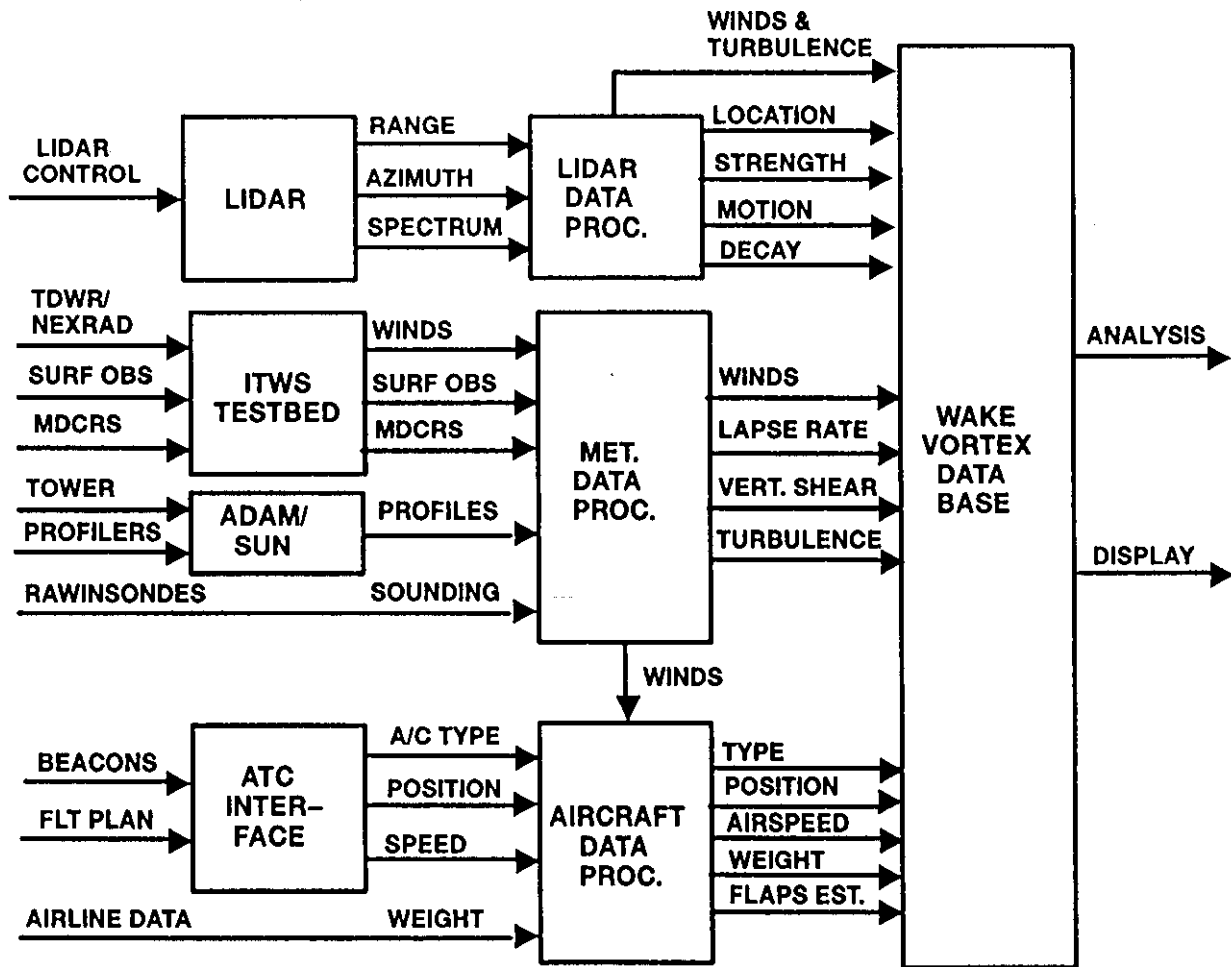 WINDS &
TURBULENCE
LIDAR
CONTROL
LIDAR
RANGE
AZIMUTH
SPECTRUM
LIDAR
DATA
PROC.
LOCATION
STRENGTH
MOTION
DECAY
TDWR/
NEXRAD
SURF OBS
MDCRS
ITWS
TESTBED
WINDS
SURF OBS
MDCRS
TOWER
PROFILERS
ADAM/
SUN
PROFILES
RAWINSONDES
SOUNDING
MET.
DATA
PROC.
WINDS
LAPSE RATE
VERT. SHEAR
TURBULENCE
WINDS
WAKE
VORTEX
DATA
BASE
ANALYSIS
DISPLAY
BEACONS
FLT PLAN
ATC
INTER–
FACE
A/C TYPE
POSITION
SPEED
AIRLINE DATA
WEIGHT
AIRCRAFT
DATA
PROC.
TYPE
POSITION
AIRSPEED
WEIGHT
FLAPS EST.